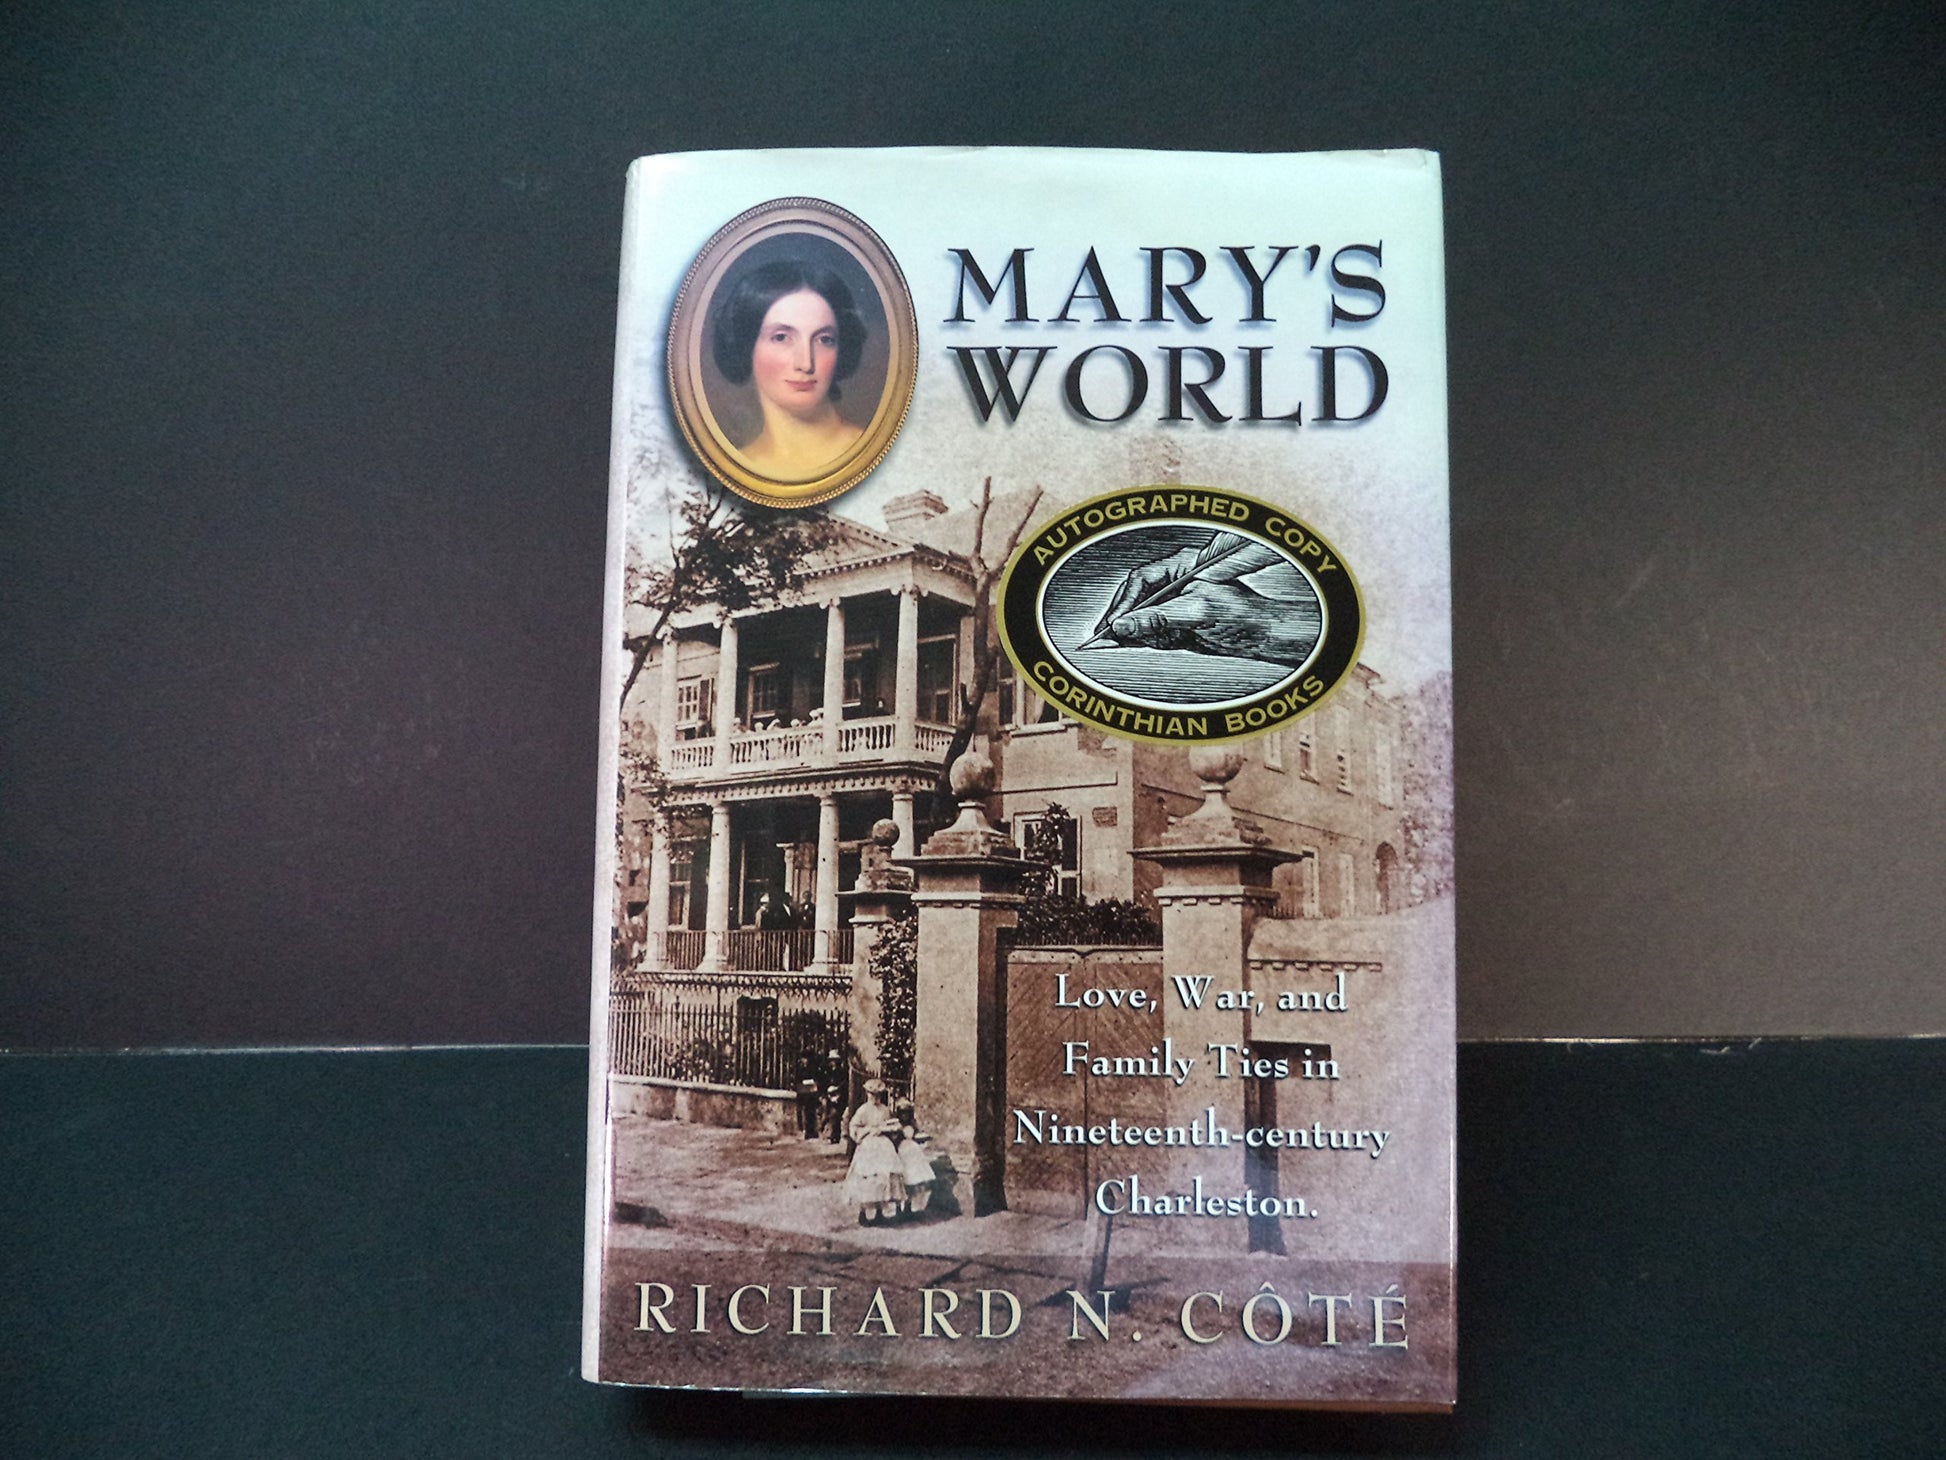 MARY'S
WORLD
AUTOGRAPHED COPY
CORINTHIAN BOOKS
Love, War, and
Family Ties in
Nineteenth-century
Charleston.
RICHARD N. CÔTÉ